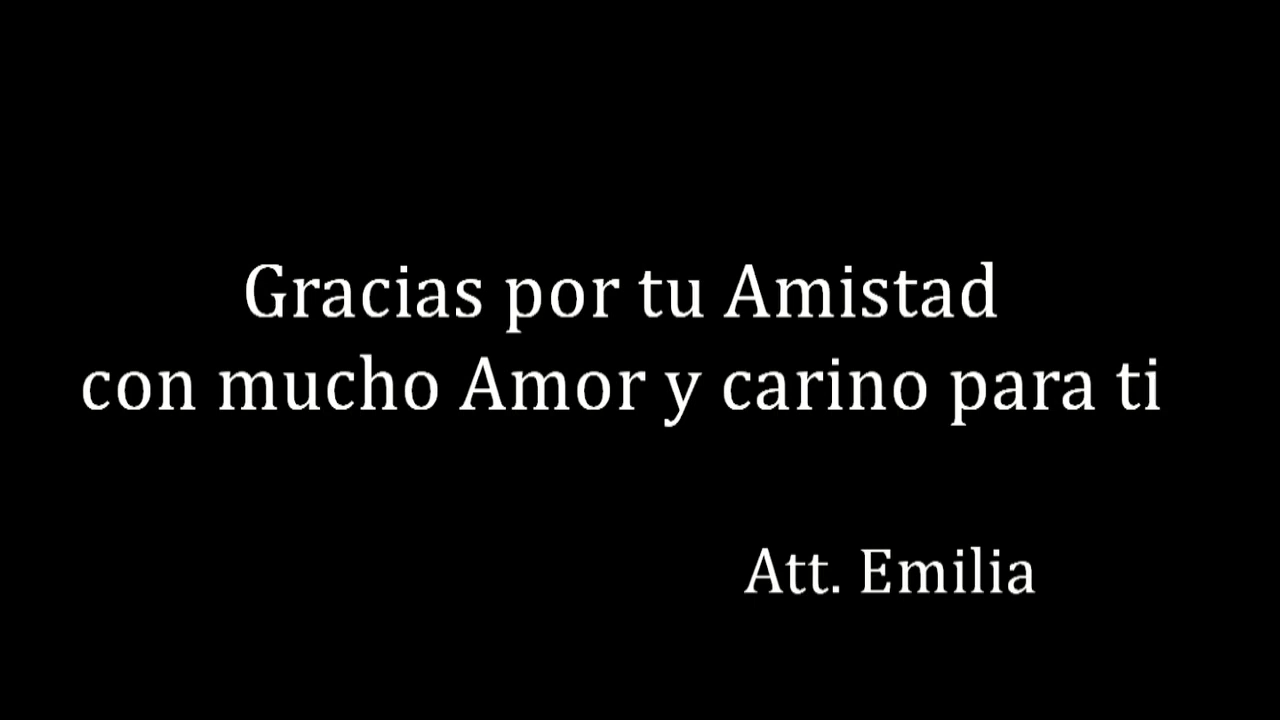 Gracias por tu Amistad
con mucho Amor y carino para ti
Att. Emilia